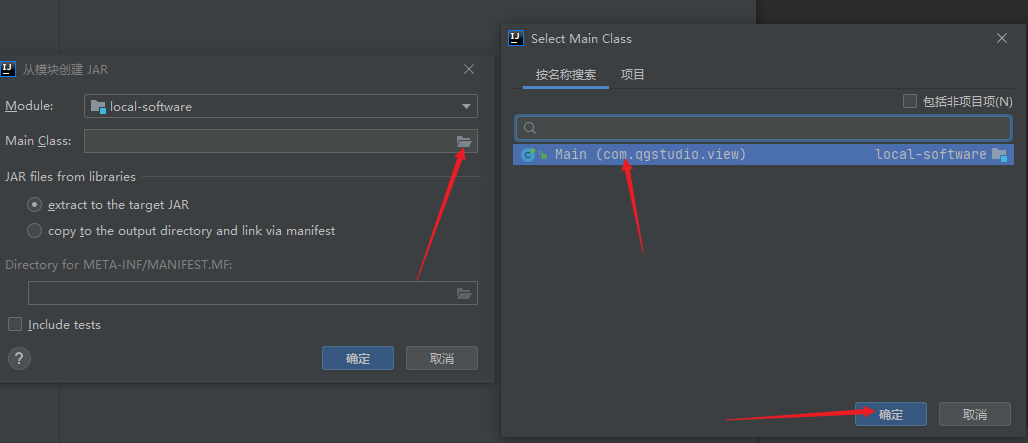 从模块创建 JAR
Module:
local-software
Main Class:
JAR files from libraries
extract to the target JAR
copy to the output directory and link via manifest
Directory for META-INF/MANIFEST.MF:
Include tests
?
确定
取消
Select Main Class
按名称搜索
项目
包括非项目项(N)
Main (com.qgstudio.view)
local-software
确定
取消